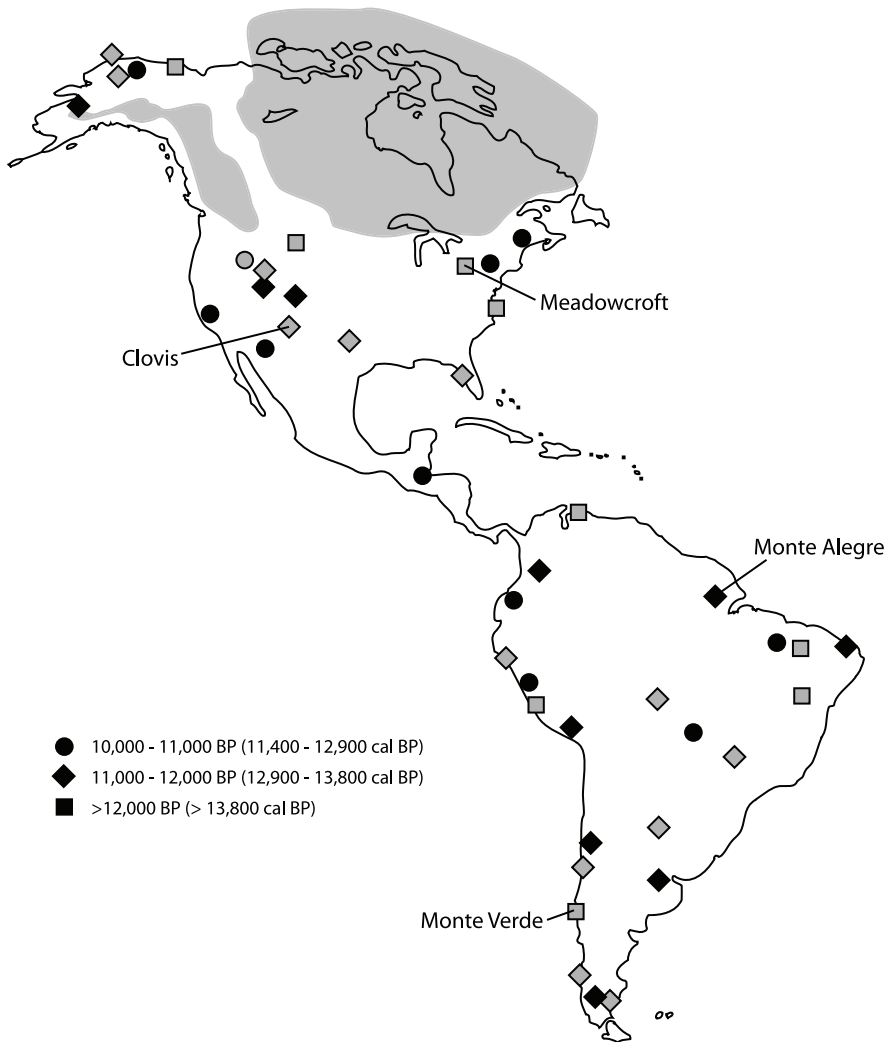 Meadowcroft
Clovis
Monte Alegre
10,000 - 11,000 BP (11,400 - 12,900 cal BP)
11,000 - 12,000 BP (12,900 - 13,800 cal BP)
>12,000 BP (> 13,800 cal BP)
Monte Verde